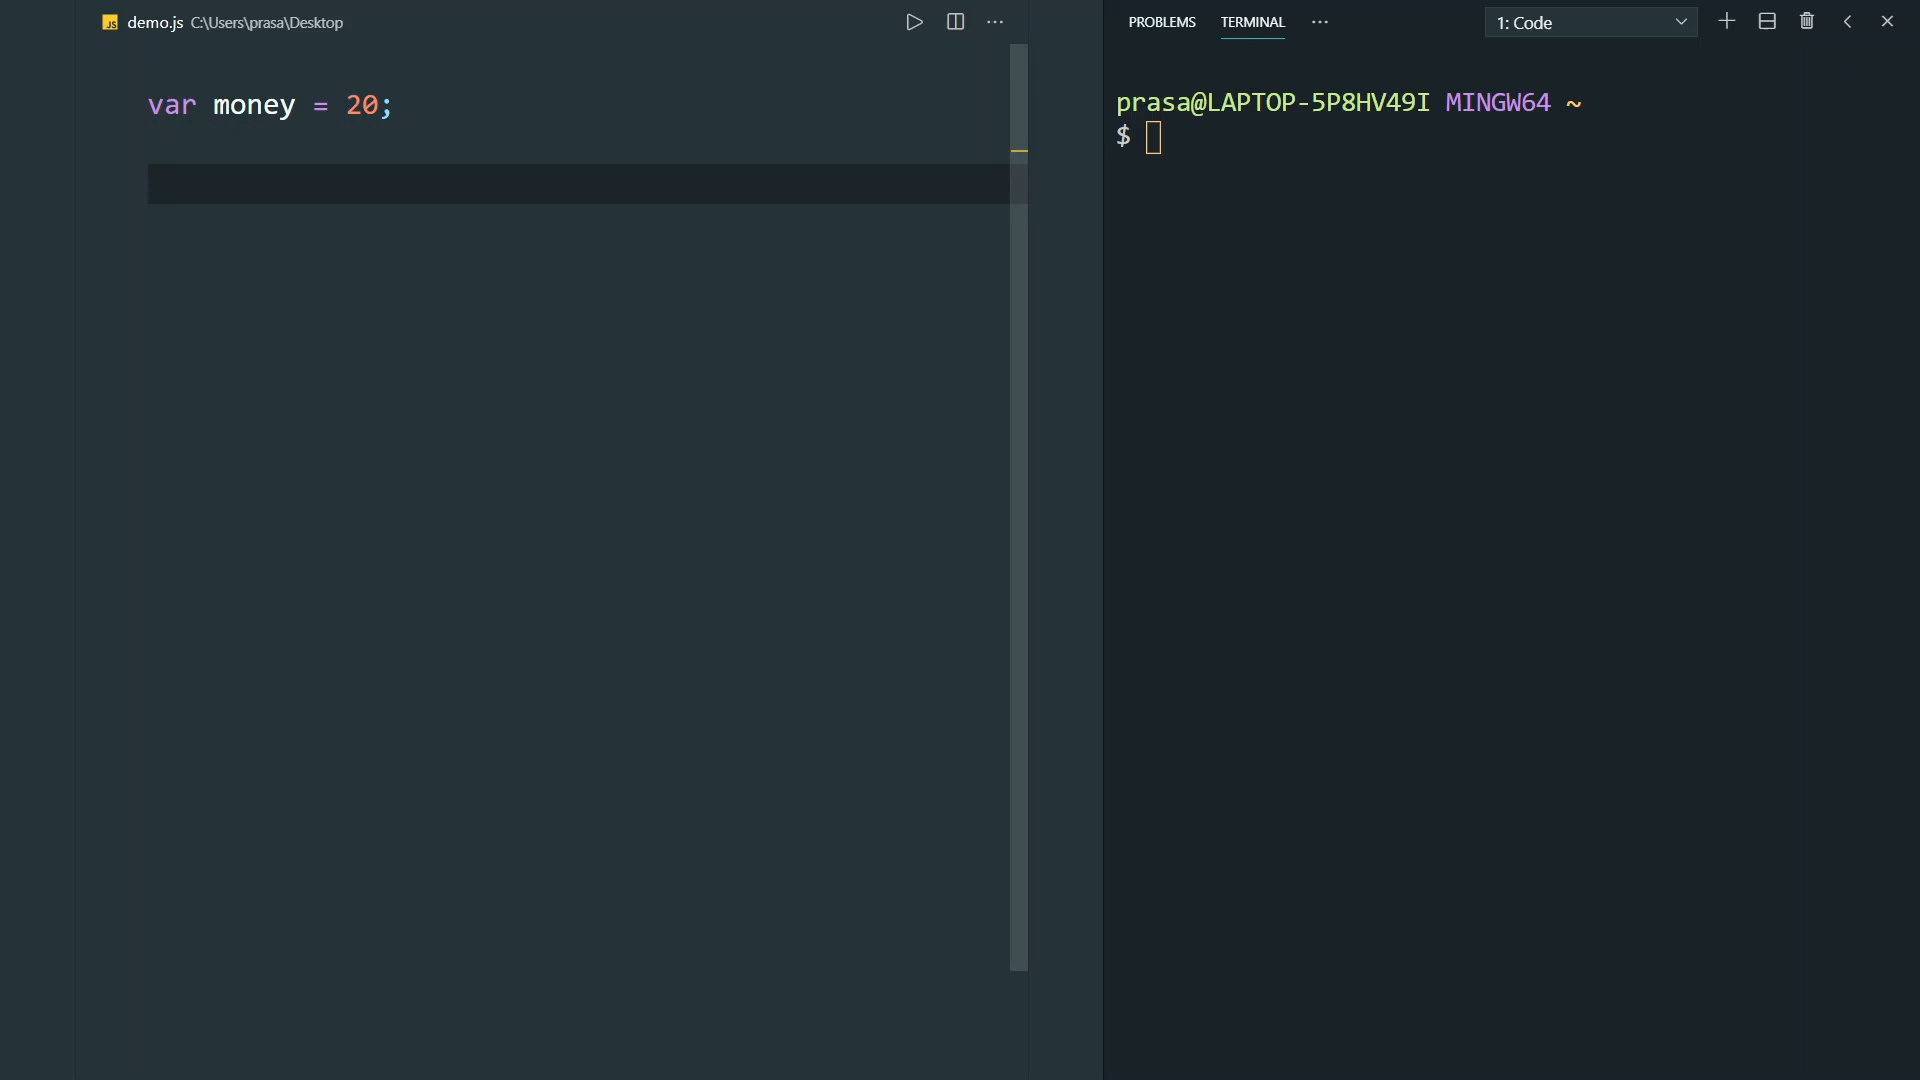 demo.js C:\Users\prasa\Desktop
var money = 20;
PROBLEMS TERMINAL ···
1: Code
prasa@LAPTOP-5P8HV49I MINGW64 ~
$